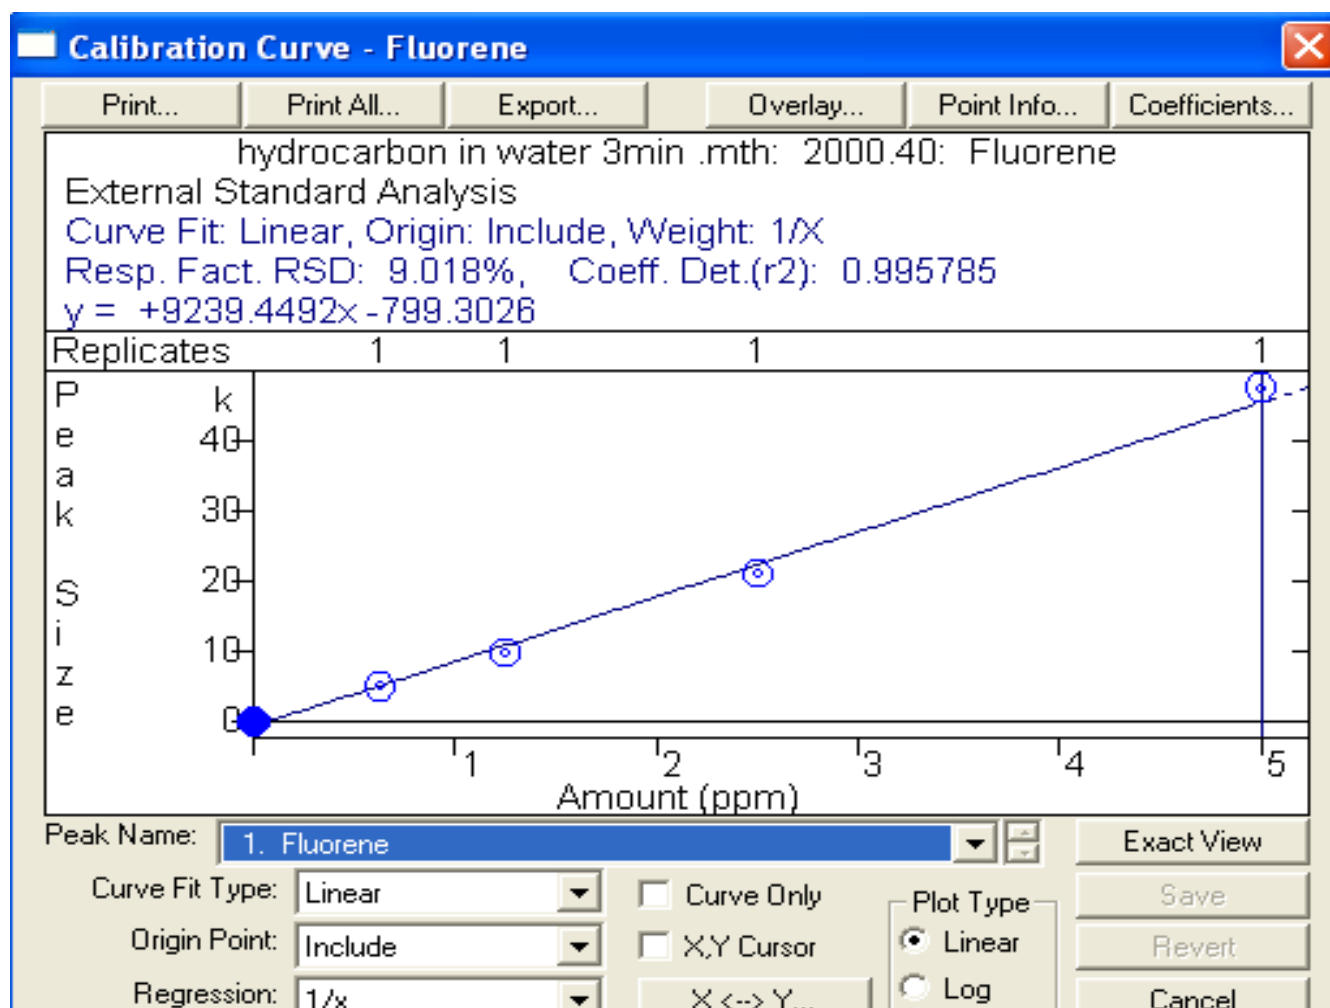 Calibration Curve - Fluorene
Print... Print All... Export... Overlay... Point Info... Coefficients...
hydrocarbon in water 3min .mth: 2000.40: Fluorene
External Standard Analysis
Curve Fit: Linear, Origin: Include, Weight: 1/X
Resp. Fact. RSD: 9.018%, Coeff. Det.(r2): 0.995785
y = +9239.4492x -799.3026
Replicates 1 1 1 1
Peak Size
k
40
30
20
10
0
1 2 3 4 5
Amount (ppm)
Peak Name: 1. Fluorene Exact View
Curve Fit Type: Linear Curve Only Plot Type Save
Origin Point: Include X,Y Cursor Linear Revert
Regression: 1/x X <--> Y... Log Cancel